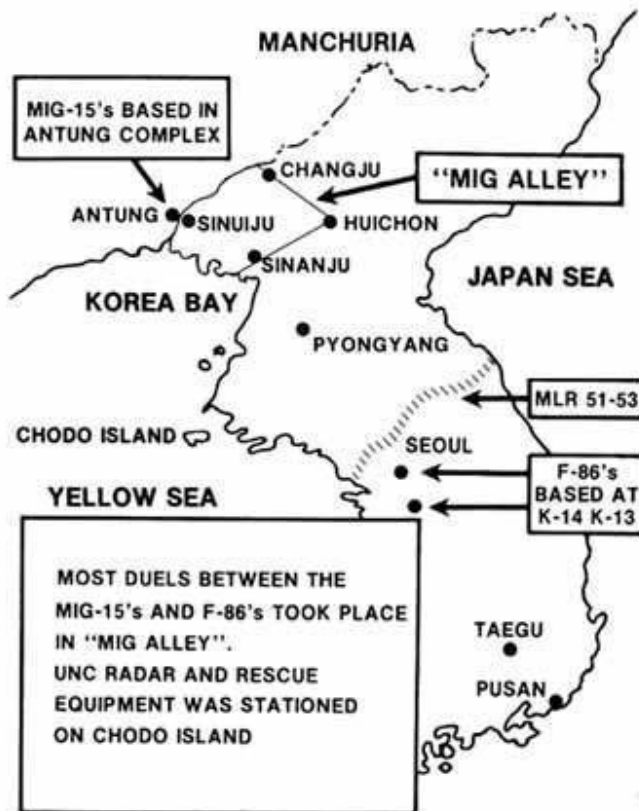 MANCHURIA
MIG-15's BASED IN
ANTUNG COMPLEX
CHANGJU
"MIG ALLEY"
ANTUNG
SINUIJU
HUICHON
SINANJU
KOREA BAY
JAPAN SEA
PYONGYANG
MLR 51-53
CHODO ISLAND
SEOUL
F-86's
BASED AT
K-14 K-13
YELLOW SEA
MOST DUELS BETWEEN THE
MIG-15's AND F-86's TOOK PLACE
IN "MIG ALLEY".
UNC RADAR AND RESCUE
EQUIPMENT WAS STATIONED
ON CHODO ISLAND
TAEGU
PUSAN